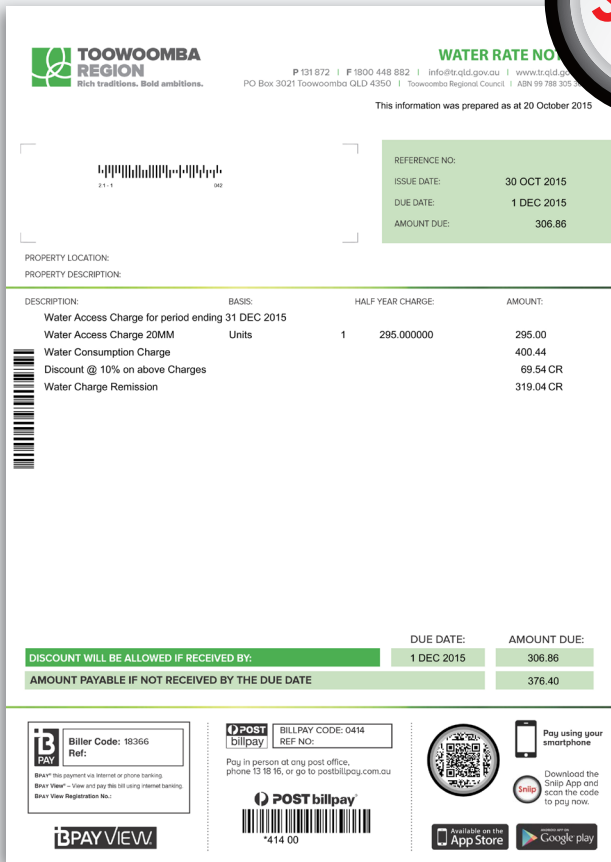 TOOWOOMBA
REGION
Rich traditions. Bold ambitions.
WATER RATE
P 131 872 | F 1800 448 882 | info@tr.qld.gov.au |
PO Box 3021 Toowoomba QLD 4350 | Toowoomba Regional Council | ABN 99 788 305
This information was prepared as at 20 October 2015
2 1 - 1 042
REFERENCE NO:
ISSUE DATE: 30 OCT 2015
DUE DATE: 1 DEC 2015
AMOUNT DUE: 306.86
PROPERTY LOCATION:
PROPERTY DESCRIPTION:
DESCRIPTION: BASIS: HALF YEAR CHARGE: AMOUNT:
Water Access Charge for period ending 31 DEC 2015
Water Access Charge 20MM Units 1 295.000000 295.00
Water Consumption Charge 400.44
Discount @ 10% on above Charges 69.54 CR
Water Charge Remission 319.04 CR
DUE DATE: AMOUNT DUE:
DISCOUNT WILL BE ALLOWED IF RECEIVED BY: 1 DEC 2015 306.86
AMOUNT PAYABLE IF NOT RECEIVED BY THE DUE DATE 376.40
B
PAY
Biller Code: 18366
Ref:
BPAY® this payment via Internet or phone banking.
BPAY View® – View and pay this bill using internet banking.
BPAY View Registration No.:
BPAY VIEW
POST
billpay
BILLPAY CODE: 0414
REF NO:
Pay in person at any post office,
phone 13 18 16, or go to postbillpay.com.au
POST billpay
*414 00
Pay using your
smartphone
Sniip
Download the
Sniip App and
scan the code
to pay now.
Available on the
App Store
ANDROID APP ON
Google play